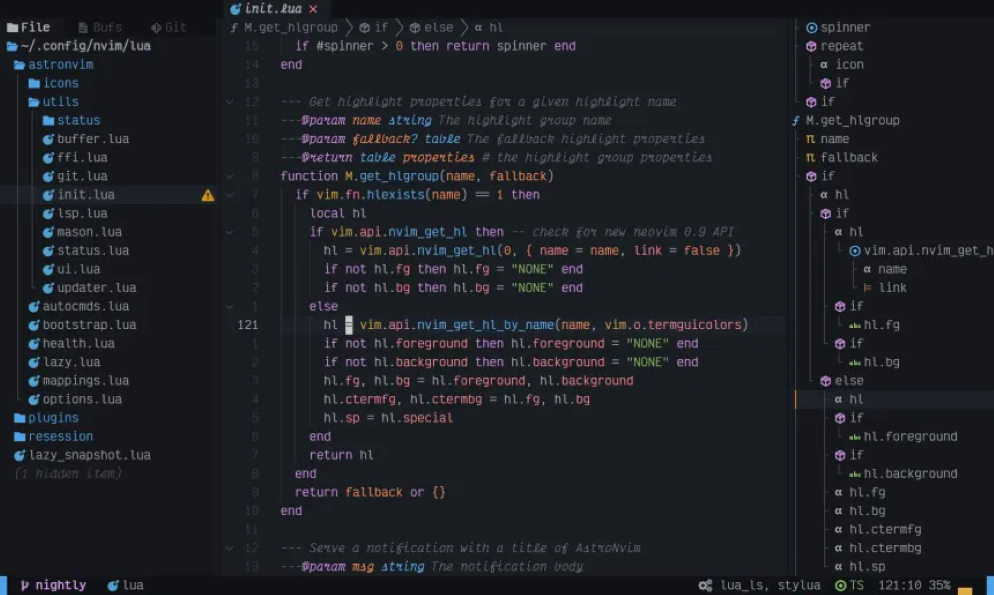 init.lua ×
File Bufs Git
M.get_hlgroup > if > else > α hl
~/.config/nvim/lua
astronvim
icons
utils
status
buffer.lua
ffi.lua
git.lua
init.lua
lsp.lua
mason.lua
status.lua
ui.lua
updater.lua
autocmds.lua
bootstrap.lua
health.lua
lazy.lua
mappings.lua
options.lua
plugins
resession
lazy_snapshot.lua
(1 hidden item)
15 if #spinner > 0 then return spinner end
14 end
13
12 --- Get highlight properties for a given highlight name
11 ---@param name string The highlight group name
10 ---@param fallback? table The fallback highlight properties
9 ---@return table properties # the highlight group properties
8 function M.get_hlgroup(name, fallback)
7 if vim.fn.hlexists(name) == 1 then
6 local hl
5 if vim.api.nvim_get_hl then -- check for new neovim 0.9 API
4 hl = vim.api.nvim_get_hl(0, { name = name, link = false })
3 if not hl.fg then hl.fg = "NONE" end
2 if not hl.bg then hl.bg = "NONE" end
1 else
121 hl = vim.api.nvim_get_hl_by_name(name, vim.o.termguicolors)
1 if not hl.foreground then hl.foreground = "NONE" end
2 if not hl.background then hl.background = "NONE" end
3 hl.fg, hl.bg = hl.foreground, hl.background
4 hl.ctermfg, hl.ctermbg = hl.fg, hl.bg
5 hl.sp = hl.special
6 end
7 return hl
8 end
9 return fallback or {}
10 end
11
12 --- Serve a notification with a title of AstroNvim
13 ---@param msg string The notification body
spinner
repeat
α icon
if
if
M.get_hlgroup
π name
π fallback
if
α hl
if
α hl
vim.api.nvim_get_h
α name
link
if
hl.fg
if
hl.bg
else
α hl
if
hl.foreground
if
hl.background
α hl.fg
α hl.bg
α hl.ctermfg
α hl.ctermbg
α hl.sp
nightly lua lua_ls, stylua TS 121:10 35%